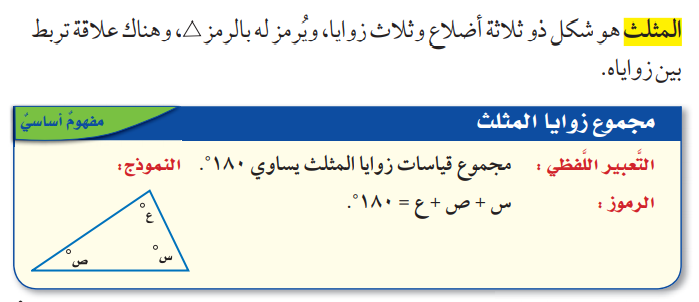 المثلث هو شكل ذو ثلاثة أضلاع وثلاث زوايا، ويُرمز له بالرمز △، وهناك علاقة تربط
بين زواياه.
مجموع زوايا المثلث
مفهوم أساسيٌ
التَّعبير اللَّفظي : مجموع قياسات زوايا المثلث يساوي ١٨٠°. النموذج:
الرموز : س + ص + ع = ١٨٠°.
ع°
س°
ص°